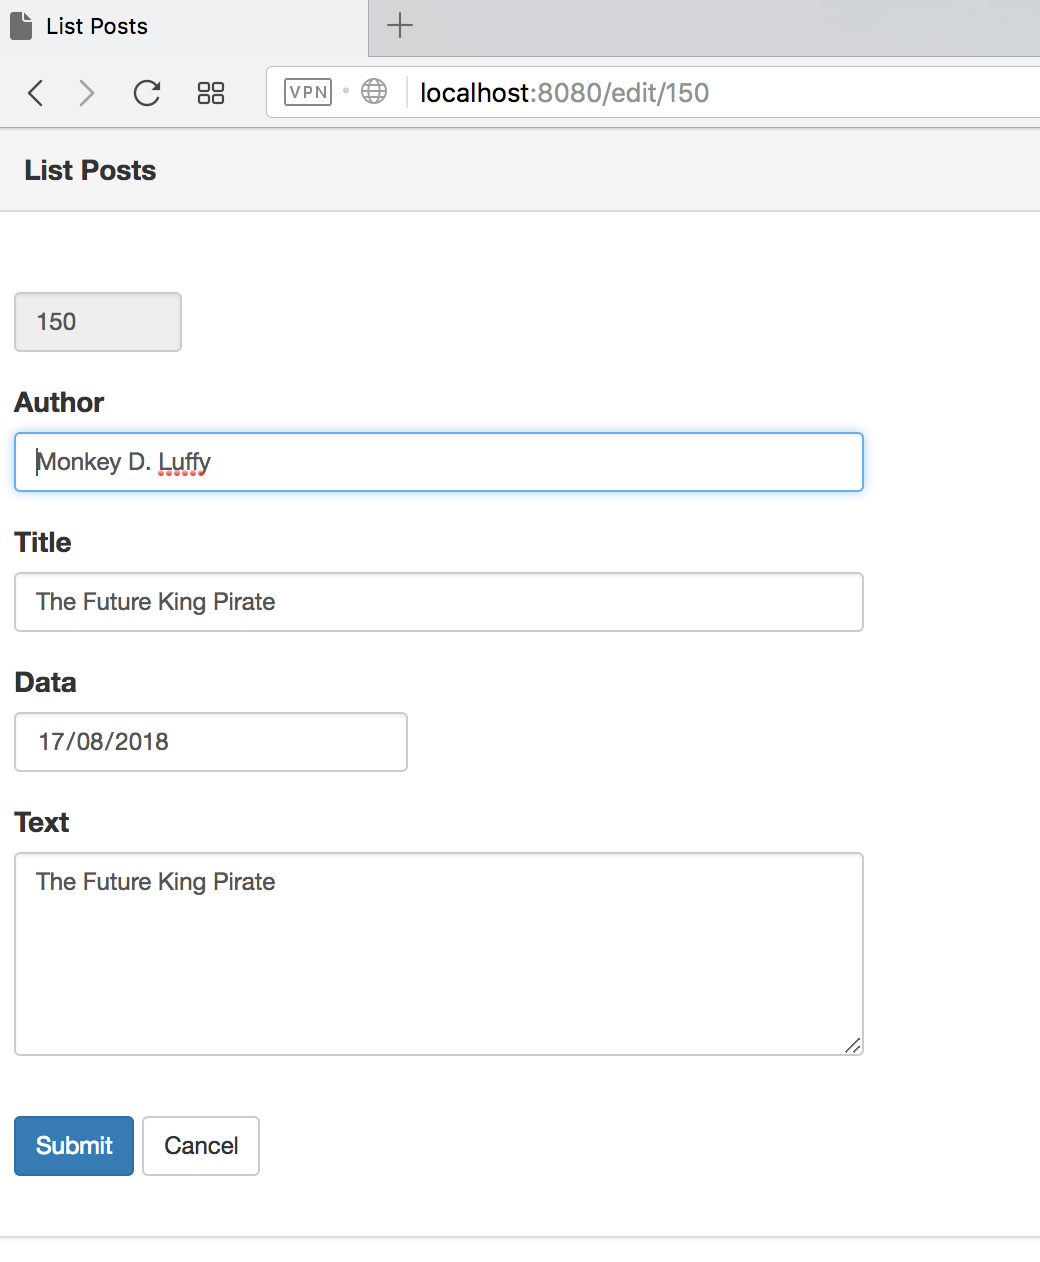 List Posts
VPN
localhost:8080/edit/150
List Posts
150
Author
Monkey D. Luffy
Title
The Future King Pirate
Data
17/08/2018
Text
The Future King Pirate
Submit Cancel